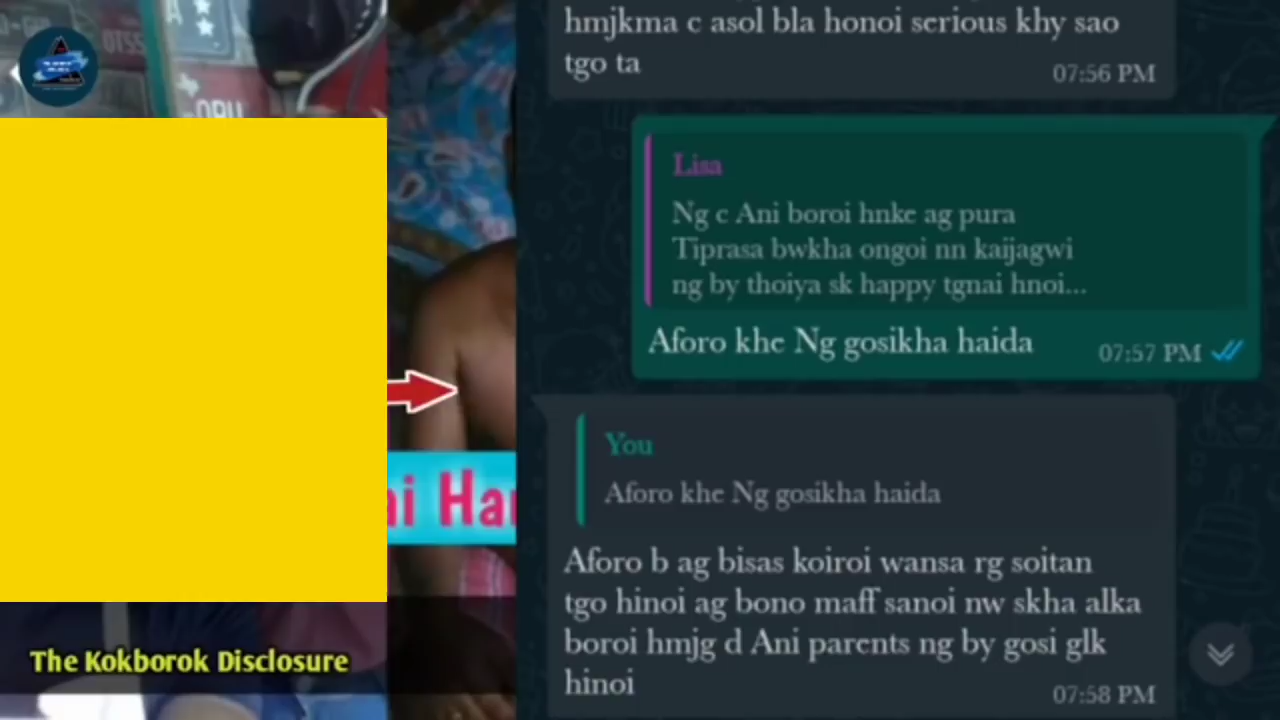 hmjkma c asol bla honoi serious khy sao
tgo ta
07:56 PM
Lisa
Ng c Ani boroi hnke ag pura
Tiprasa bwkha ongoi nn kaijagwi
ng by thoiya sk happy tgnai hnoi...
Aforo khe Ng gosikha haida
07:57 PM
You
Aforo khe Ng gosikha haida
Aforo b ag bisas koiroi wansa rg soitan
tgo hinoi ag bono maff sanoi nw skha alka
boroi hmjg d Ani parents ng by gosi glk
hinoi
07:58 PM
The Kokborok Disclosure